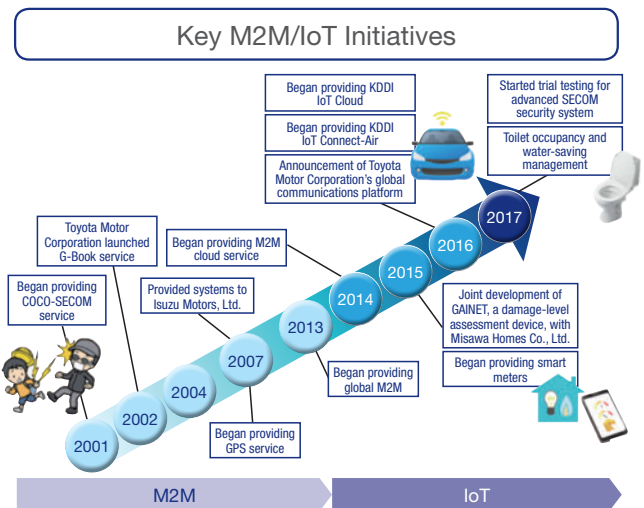 Key M2M/IoT Initiatives
Began providing KDDI
IoT Cloud
Began providing KDDI
IoT Connect-Air
Announcement of Toyota
Motor Corporation's global
communications platform
Started trial testing for
advanced SECOM
security system
Toilet occupancy and
water-saving
management
Toyota Motor
Corporation launched
G-Book service
Began providing M2M
cloud service
Began providing
COCO-SECOM
service
Provided systems to
Isuzu Motors, Ltd.
2017
2016
2015
2014
2013
2007
2004
2002
2001
Joint development of
GAINET, a damage-level
assessment device, with
Misawa Homes Co., Ltd.
Began providing smart
meters
Began providing
global M2M
Began providing
GPS service
M2M
IoT